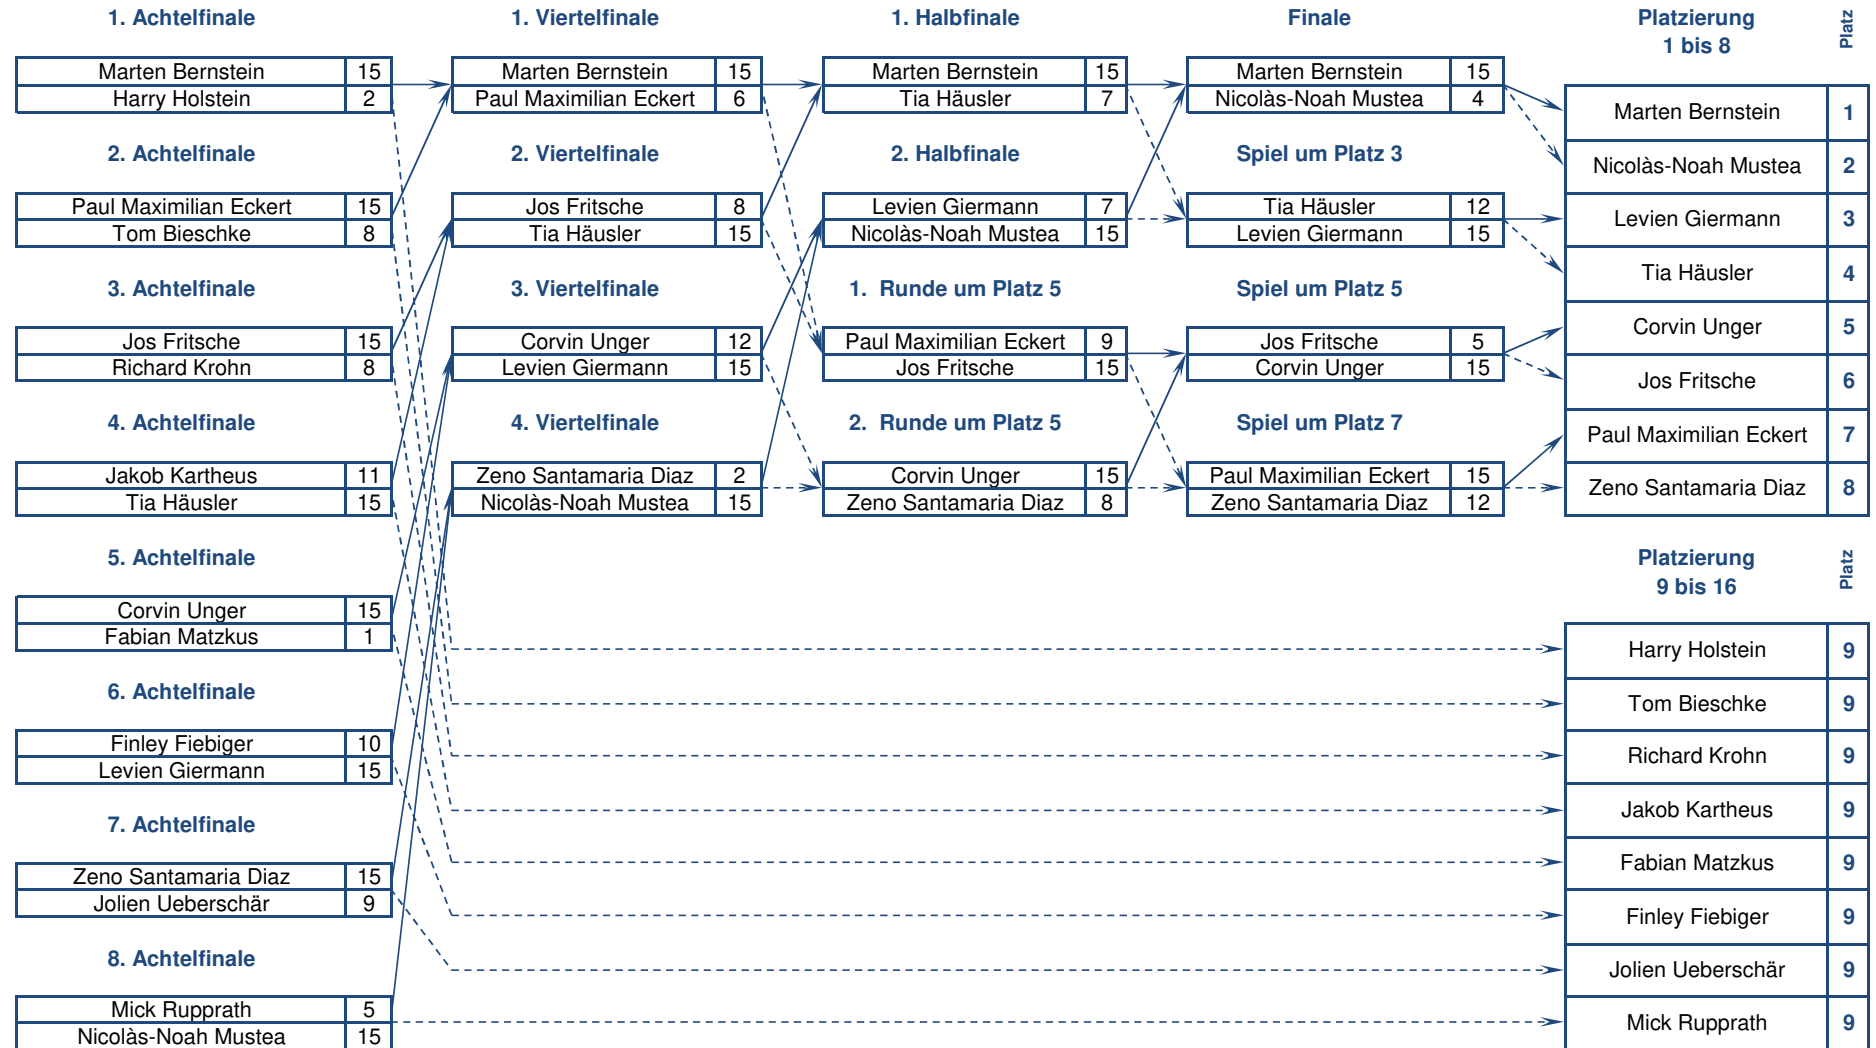 1. Achtelfinale
1. Viertelfinale
1. Halbfinale
Finale
Platzierung
1 bis 8
Platz
Marten Bernstein 15
Harry Holstein 2
Marten Bernstein 15
Paul Maximilian Eckert 6
Marten Bernstein 15
Tia Häusler 7
Marten Bernstein 15
Nicolàs-Noah Mustea 4
Marten Bernstein 1
2. Achtelfinale
2. Viertelfinale
2. Halbfinale
Spiel um Platz 3
Nicolàs-Noah Mustea 2
Paul Maximilian Eckert 15
Tom Bieschke 8
Jos Fritsche 8
Tia Häusler 15
Levien Giermann 7
Nicolàs-Noah Mustea 15
Tia Häusler 12
Levien Giermann 15
Levien Giermann 3
Tia Häusler 4
3. Achtelfinale
3. Viertelfinale
1. Runde um Platz 5
Spiel um Platz 5
Corvin Unger 5
Jos Fritsche 15
Richard Krohn 8
Corvin Unger 12
Levien Giermann 15
Paul Maximilian Eckert 9
Jos Fritsche 15
Jos Fritsche 5
Corvin Unger 15
Jos Fritsche 6
4. Achtelfinale
4. Viertelfinale
2. Runde um Platz 5
Spiel um Platz 7
Paul Maximilian Eckert 7
Jakob Kartheus 11
Tia Häusler 15
Zeno Santamaria Diaz 2
Nicolàs-Noah Mustea 15
Corvin Unger 15
Zeno Santamaria Diaz 8
Paul Maximilian Eckert 15
Zeno Santamaria Diaz 12
Zeno Santamaria Diaz 8
5. Achtelfinale
Platzierung
9 bis 16
Platz
Corvin Unger 15
Fabian Matzkus 1
Harry Holstein 9
6. Achtelfinale
Tom Bieschke 9
Finley Fiebiger 10
Levien Giermann 15
Richard Krohn 9
7. Achtelfinale
Jakob Kartheus 9
Zeno Santamaria Diaz 15
Jolien Ueberschär 9
Fabian Matzkus 9
Finley Fiebiger 9
8. Achtelfinale
Jolien Ueberschär 9
Mick Rupprath 5
Nicolàs-Noah Mustea 15
Mick Rupprath 9